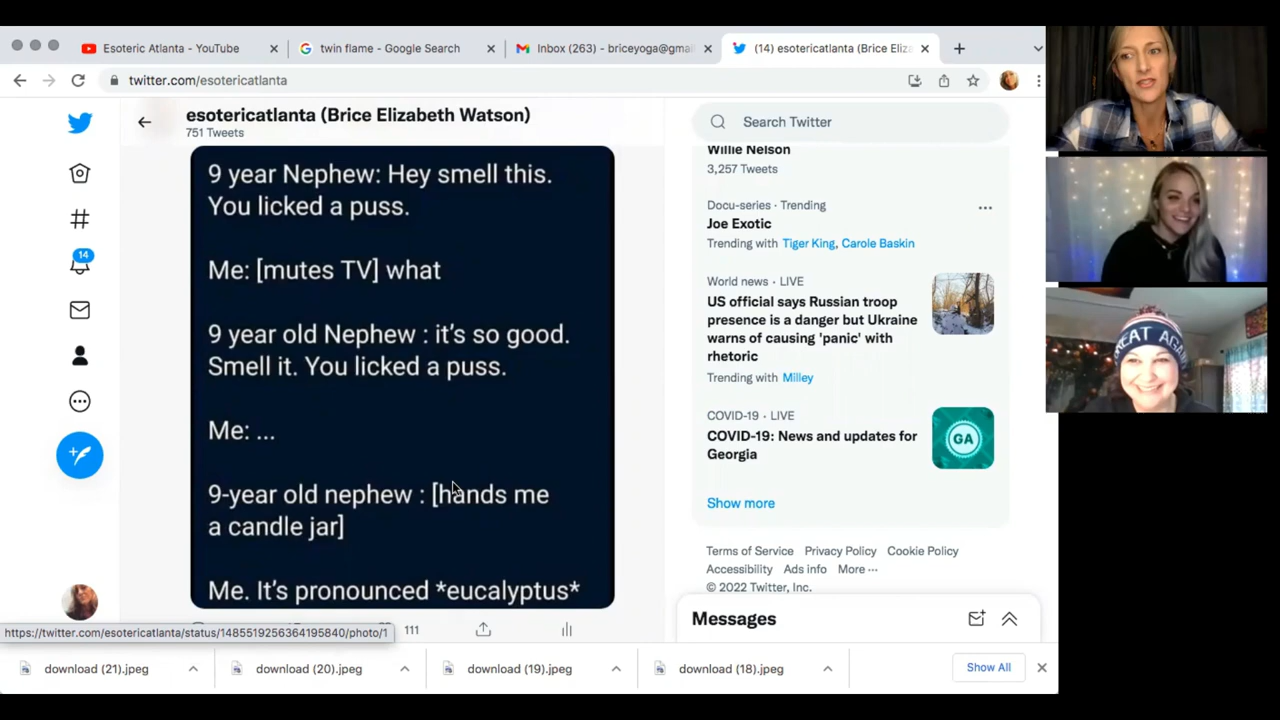 Esoteric Atlanta - YouTube
twin flame - Google Search
Inbox (263) - briceyoga@gmai
(14) esotericatlanta (Brice Eliza
twitter.com/esotericatlanta
esotericatlanta (Brice Elizabeth Watson)
751 Tweets
14
9 year Nephew: Hey smell this.
You licked a puss.
Me: [mutes TV] what
9 year old Nephew : it's so good.
Smell it. You licked a puss.
Me: ...
9-year old nephew : [hands me
a candle jar]
Me. It's pronounced *eucalyptus*
111
https://twitter.com/esotericatlanta/status/1485519256364195840/photo/1
Search Twitter
Willie Nelson
3,257 Tweets
Docu-series · Trending
Joe Exotic
Trending with Tiger King, Carole Baskin
World news · LIVE
US official says Russian troop
presence is a danger but Ukraine
warns of causing 'panic' with
rhetoric
Trending with Milley
COVID-19 · LIVE
COVID-19: News and updates for
Georgia
GA
Show more
Terms of Service Privacy Policy Cookie Policy
Accessibility Ads info More ···
© 2022 Twitter, Inc.
Messages
download (21).jpeg
download (20).jpeg
download (19).jpeg
download (18).jpeg
Show All
REAT AGAI